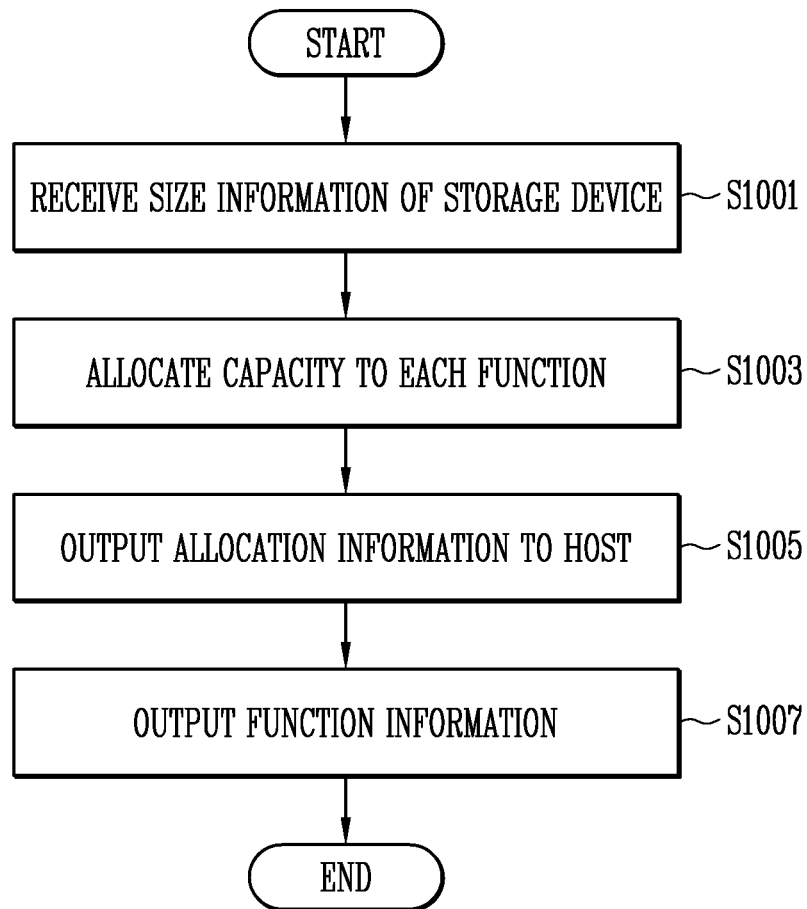 START
RECEIVE SIZE INFORMATION OF STORAGE DEVICE
S1001
ALLOCATE CAPACITY TO EACH FUNCTION
S1003
OUTPUT ALLOCATION INFORMATION TO HOST
S1005
OUTPUT FUNCTION INFORMATION
S1007
END